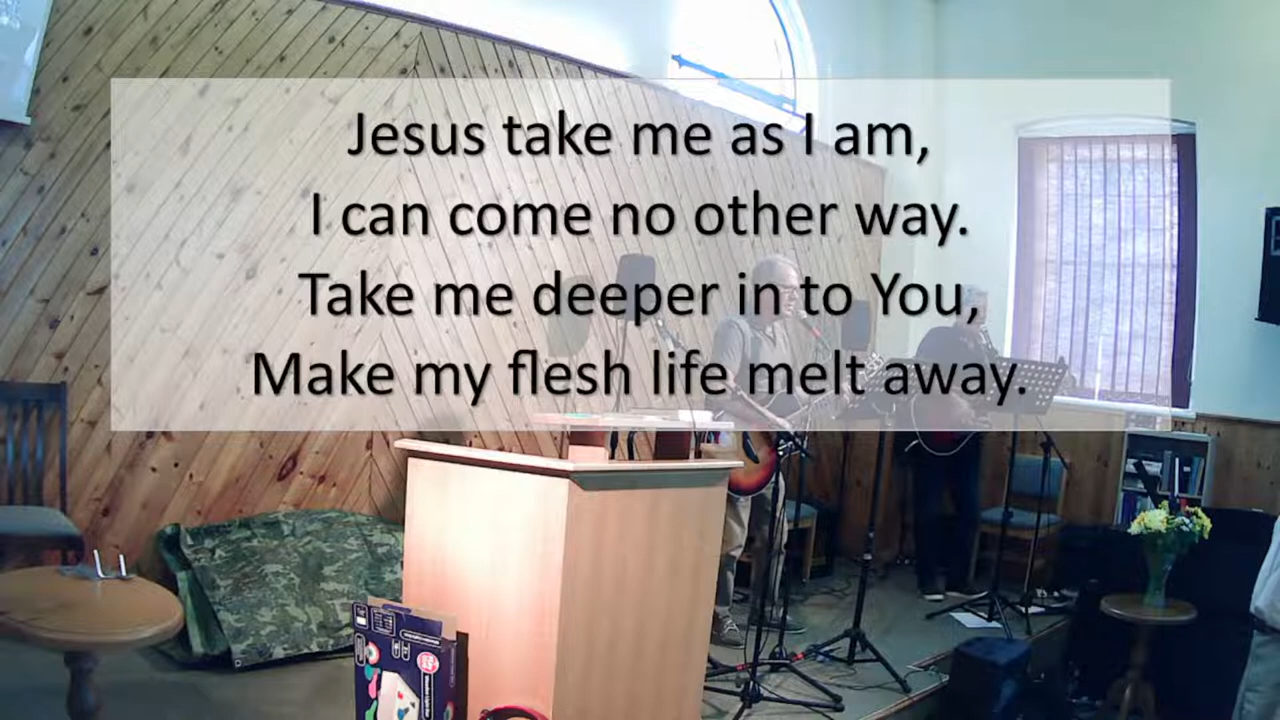 Jesus take me as I am,
I can come no other way.
Take me deeper in to You,
Make my flesh life melt away.